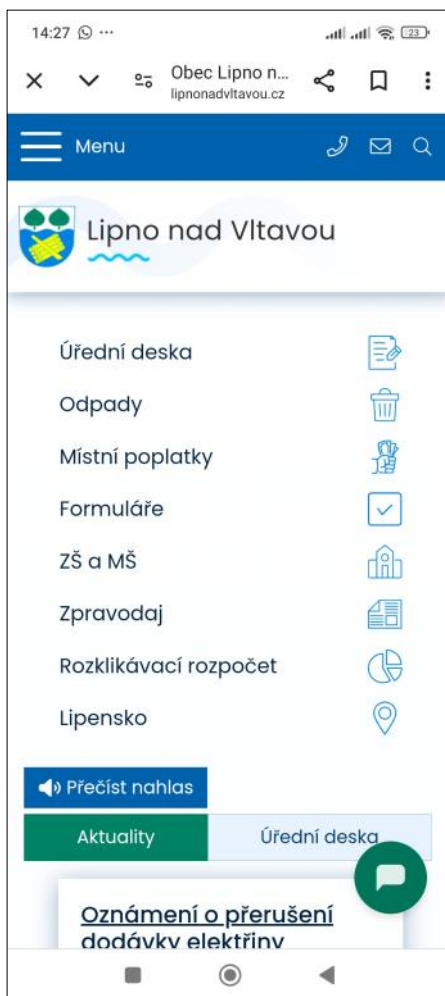 14:27
23
Obec Lipno n...
lipnonadvltavou.cz
Menu
Lipno nad Vltavou
Úřední deska
Odpady
Místní poplatky
Formuláře
ZŠ a MŠ
Zpravodaj
Rozklikávací rozpočet
Lipensko
Přečíst nahlas
Aktuality
Úřední deska
Oznámení o přerušení
dodávky elektřiny